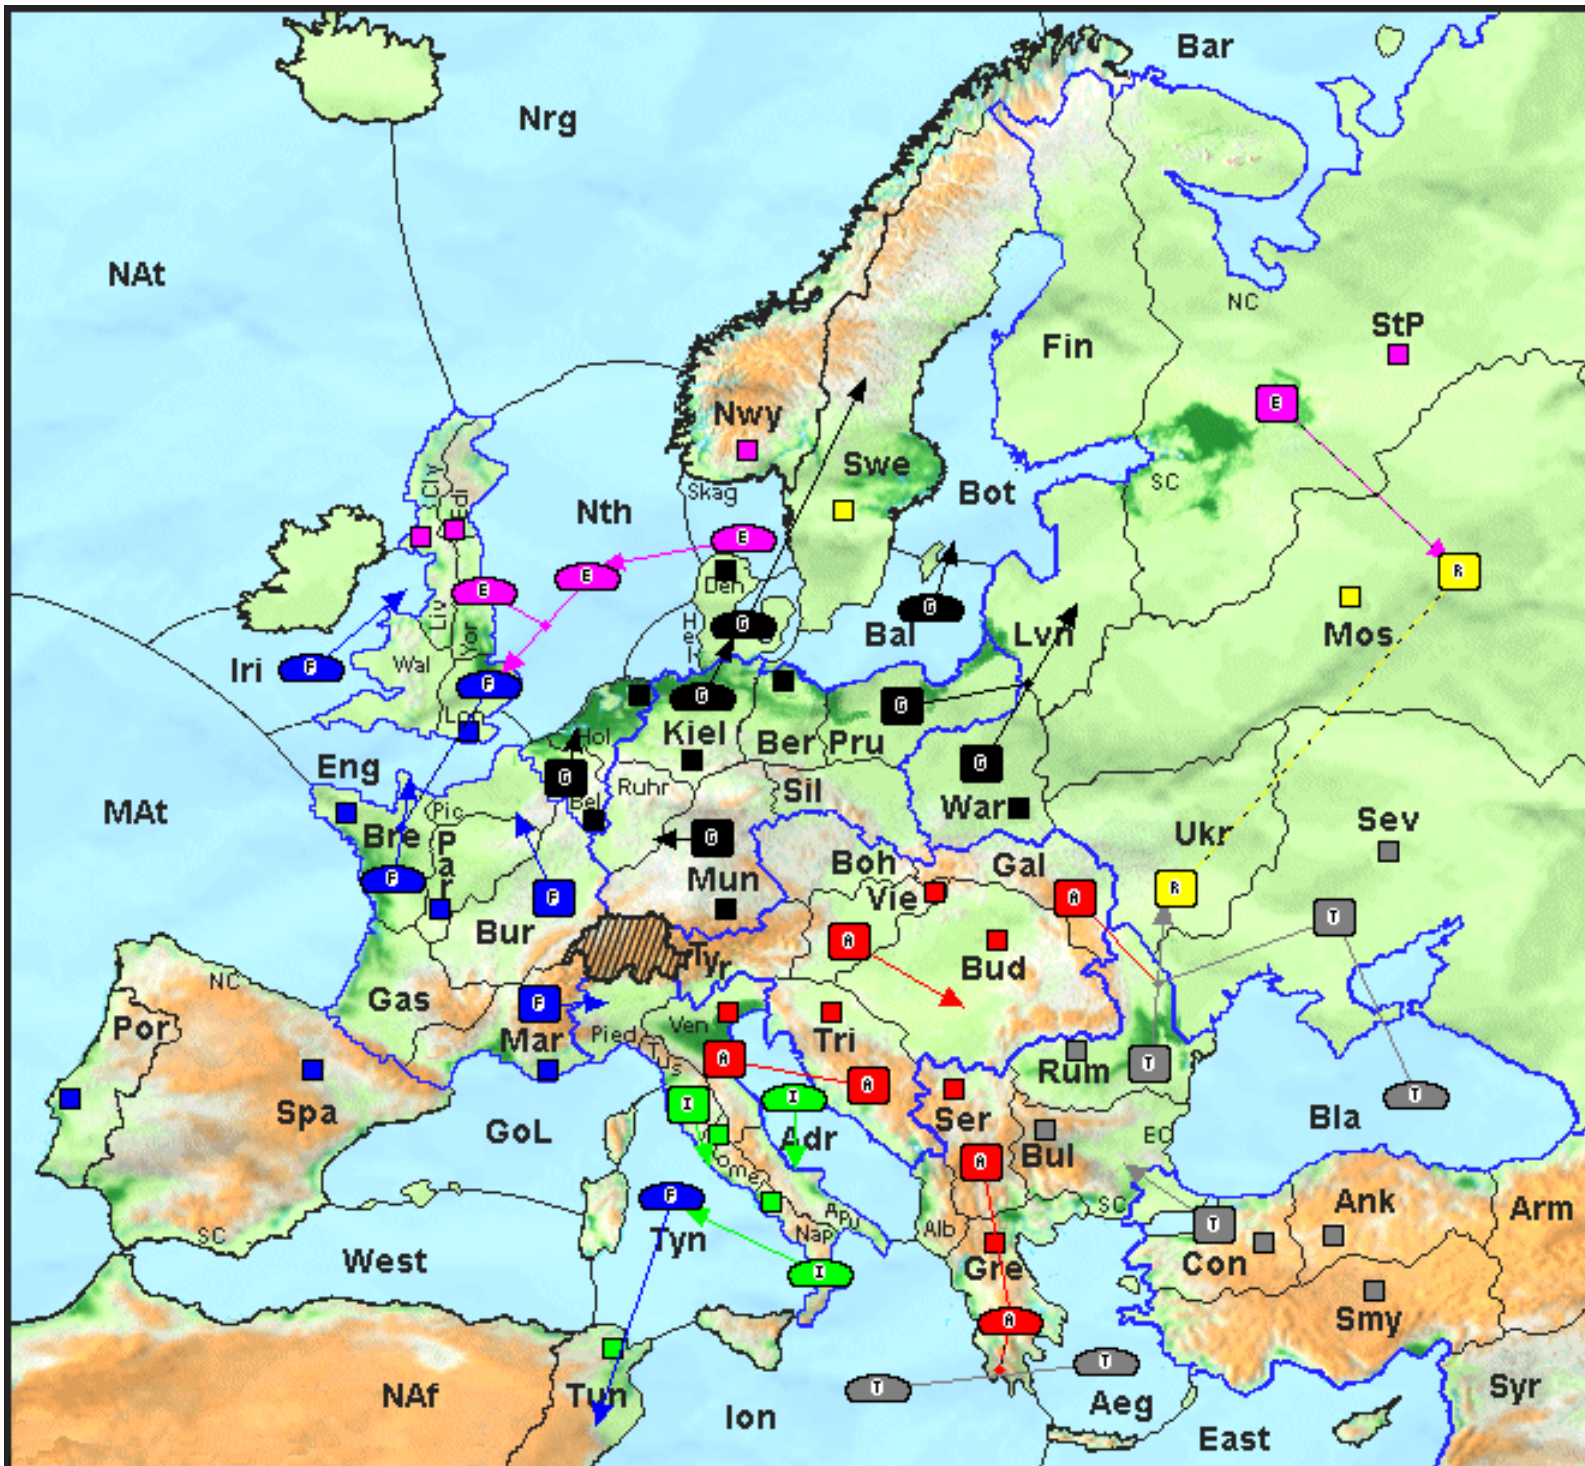 Bar
Nrg
NAt
NC
StP
Fin
E
Nwy
Swe
SC
Skag
Bot
Nth
Cly
Edl
E
E
R
Den
E
G
G
Hel
Liv
Yor
Bal
Lvn
Mos
Iri
F
Wal
F
G
G
Lon
Hol
Kiel
Ber
Pru
Eng
G
G
Ruhr
Sil
War
MAt
Pic
Bel
Bre
Par
G
Ukr
Sev
Boh
Gal
Mun
Vie
F
F
A
R
T
Bur
A
Tyr
Bud
NC
Gas
F
Por
Mar
Pied
Ven
Tri
Tus
A
A
Rum
T
Spa
GoL
I
I
Ser
T
Bla
Adr
Bul
EC
Rome
A
F
Ank
Arm
SC
Tyn
Apu
Nap
Alb
SC
T
West
I
Gre
Con
A
Smy
T
T
NAf
Tun
Ion
Aeg
Syr
East